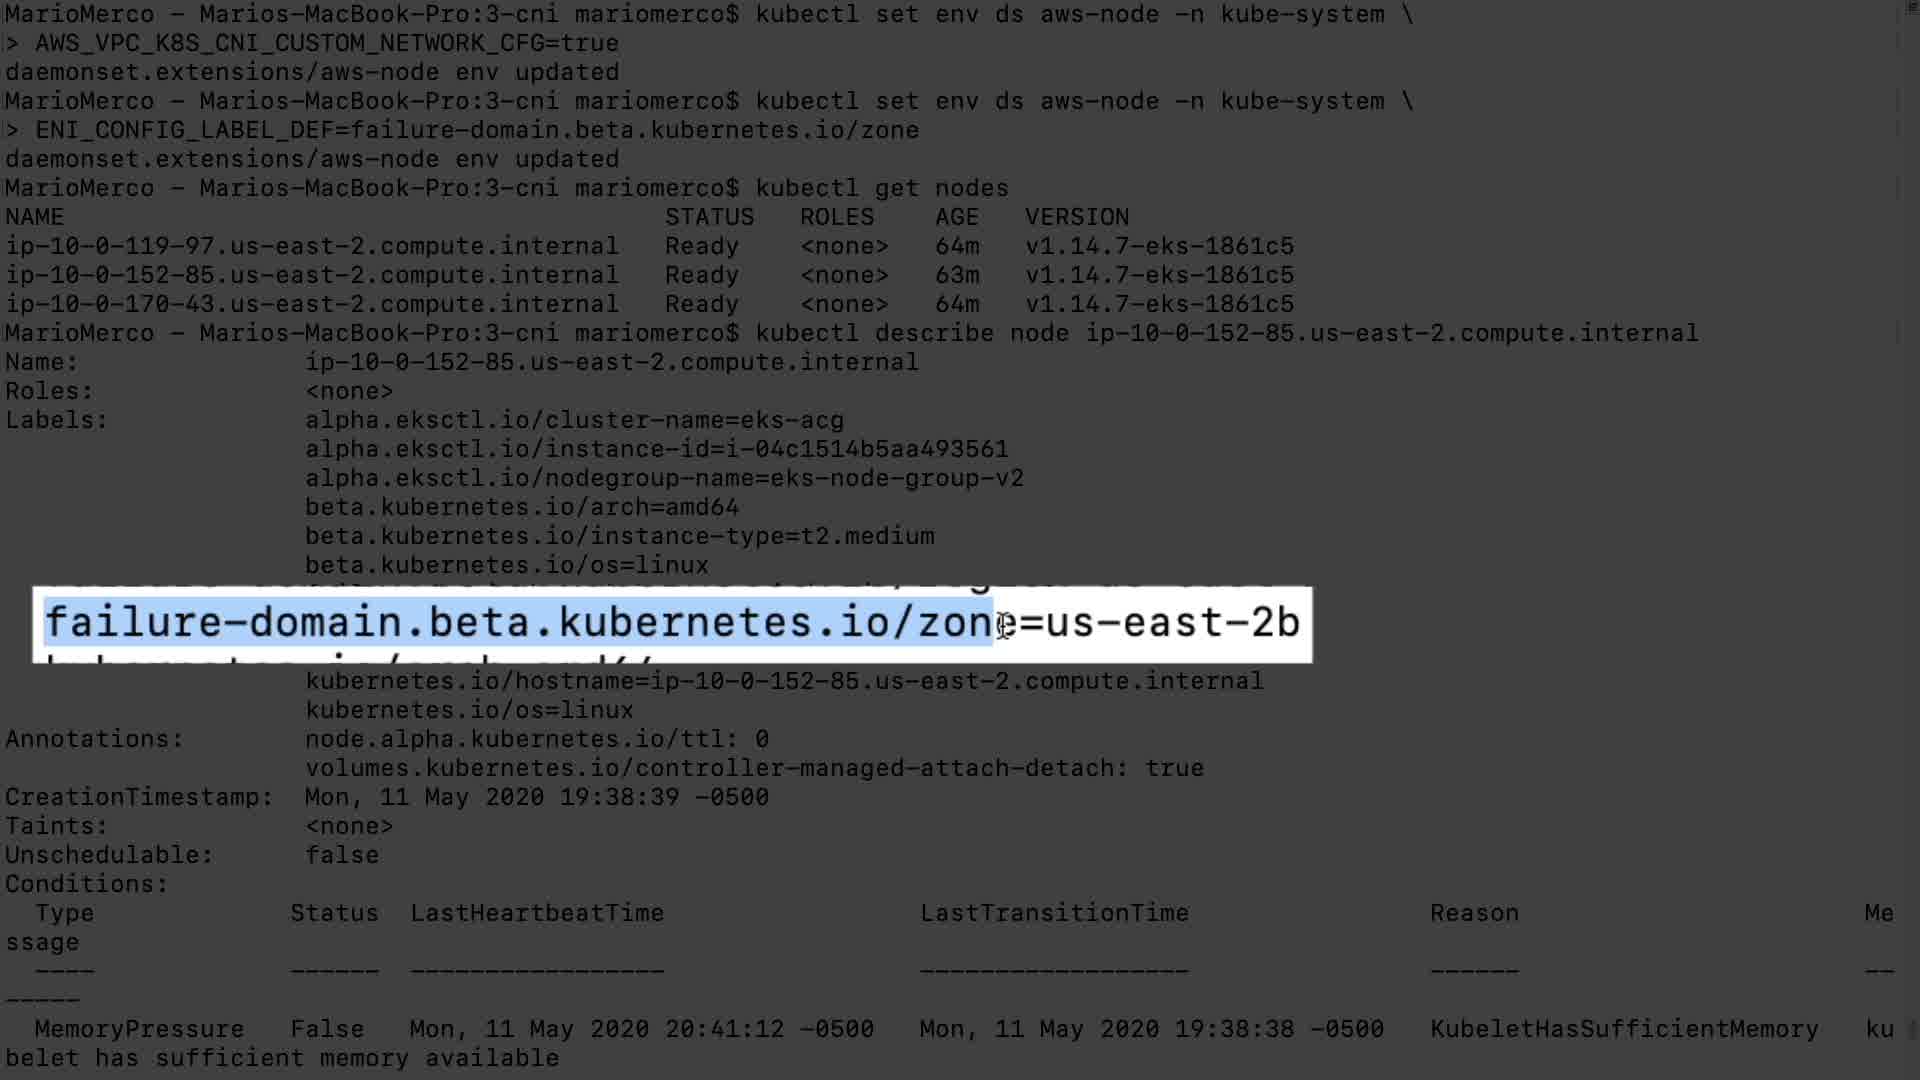 MarioMerco – Marios-MacBook-Pro:3-cni mariomerco$ kubectl set env ds aws-node -n kube-system \
> AWS_VPC_K8S_CNI_CUSTOM_NETWORK_CFG=true
daemonset.extensions/aws-node env updated
MarioMerco – Marios-MacBook-Pro:3-cni mariomerco$ kubectl set env ds aws-node -n kube-system \
> ENI_CONFIG_LABEL_DEF=failure-domain.beta.kubernetes.io/zone
daemonset.extensions/aws-node env updated
MarioMerco – Marios-MacBook-Pro:3-cni mariomerco$ kubectl get nodes
NAME STATUS ROLES AGE VERSION
ip-10-0-119-97.us-east-2.compute.internal Ready <none> 64m v1.14.7-eks-1861c5
ip-10-0-152-85.us-east-2.compute.internal Ready <none> 63m v1.14.7-eks-1861c5
ip-10-0-170-43.us-east-2.compute.internal Ready <none> 64m v1.14.7-eks-1861c5
MarioMerco – Marios-MacBook-Pro:3-cni mariomerco$ kubectl describe node ip-10-0-152-85.us-east-2.compute.internal
Name: ip-10-0-152-85.us-east-2.compute.internal
Roles: <none>
Labels: alpha.eksctl.io/cluster-name=eks-acg
alpha.eksctl.io/instance-id=i-04c1514b5aa493561
alpha.eksctl.io/nodegroup-name=eks-node-group-v2
beta.kubernetes.io/arch=amd64
beta.kubernetes.io/instance-type=t2.medium
beta.kubernetes.io/os=linux
failure-domain.beta.kubernetes.io/zone=us-east-2b
kubernetes.io/hostname=ip-10-0-152-85.us-east-2.compute.internal
kubernetes.io/os=linux
Annotations: node.alpha.kubernetes.io/ttl: 0
volumes.kubernetes.io/controller-managed-attach-detach: true
CreationTimestamp: Mon, 11 May 2020 19:38:39 -0500
Taints: <none>
Unschedulable: false
Conditions:
Type Status LastHeartbeatTime LastTransitionTime Reason Me
ssage
---- ------ ----------------- ------------------ ------ --
-----
MemoryPressure False Mon, 11 May 2020 20:41:12 -0500 Mon, 11 May 2020 19:38:38 -0500 KubeletHasSufficientMemory ku
belet has sufficient memory available